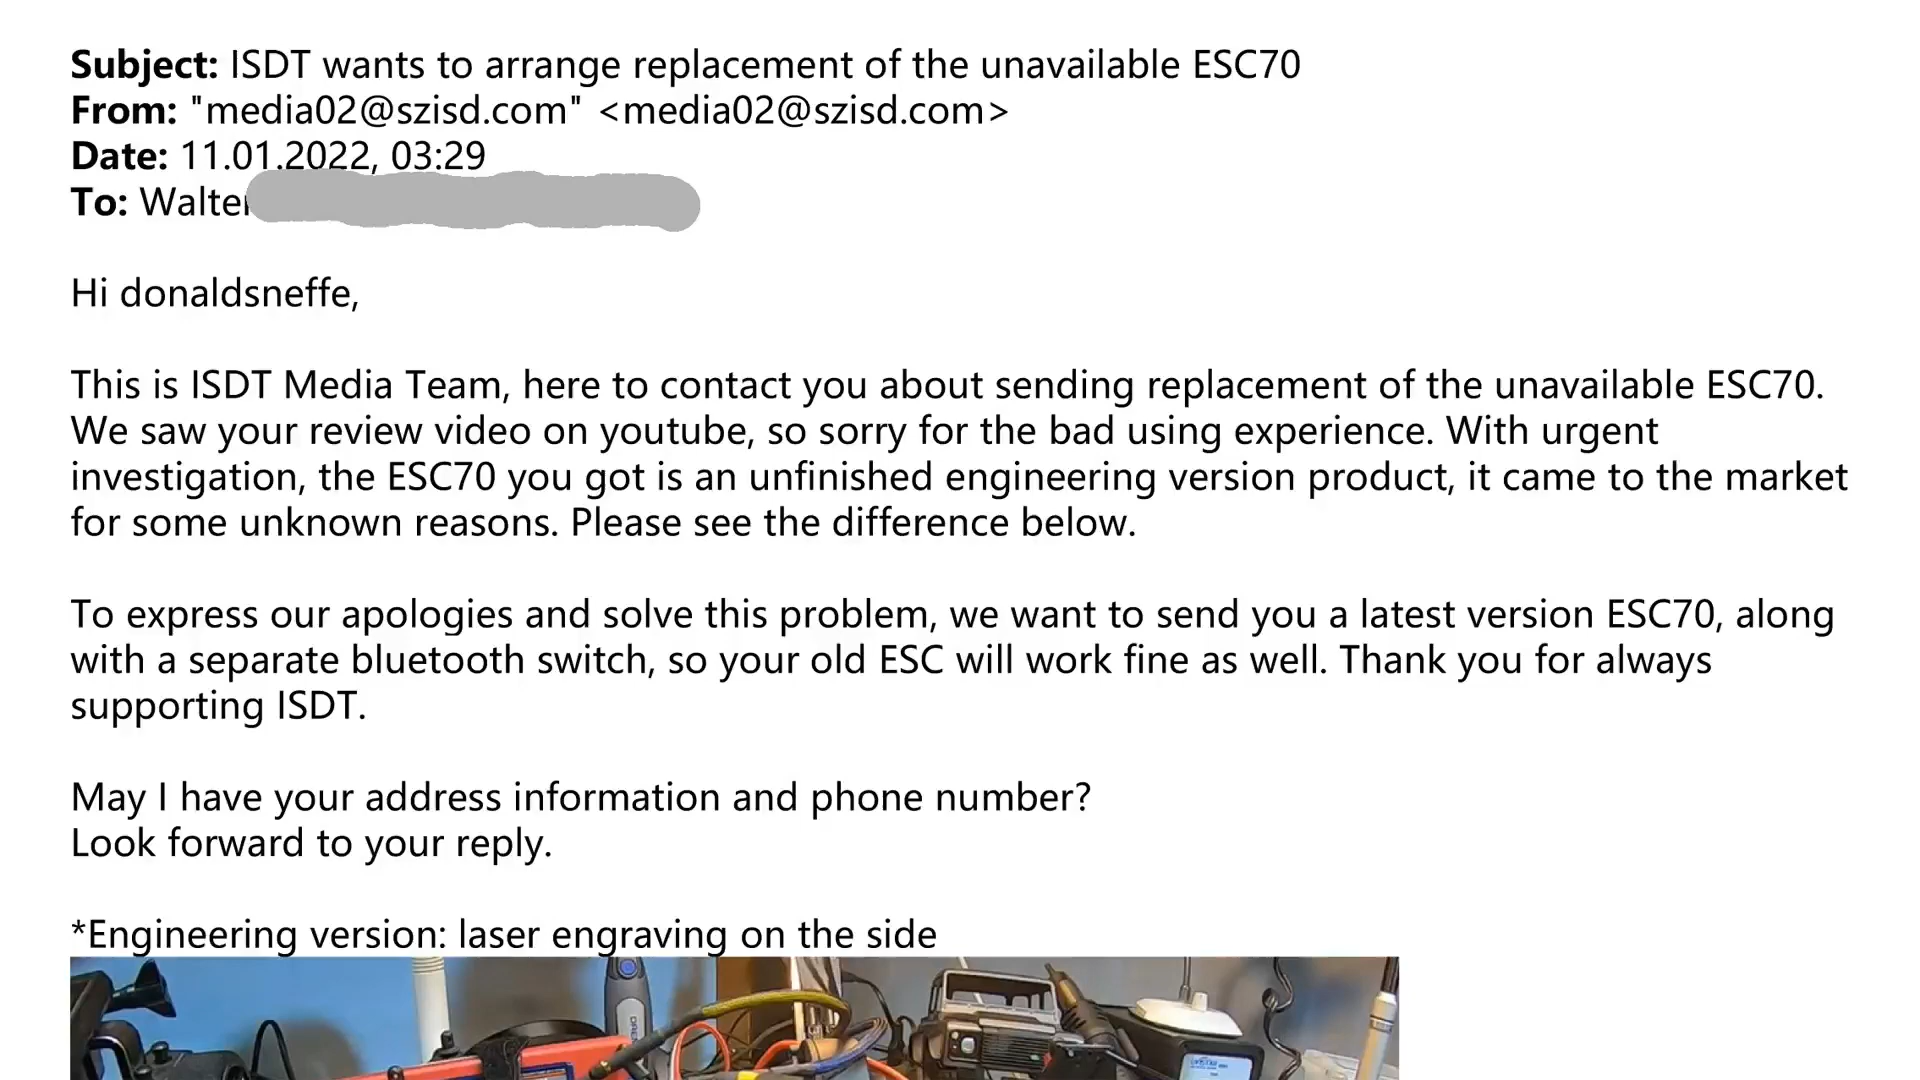 Subject: ISDT wants to arrange replacement of the unavailable ESC70
From: "media02@szisd.com" <media02@szisd.com>
Date: 11.01.2022, 03:29
To: Walter
Hi donaldsneffe,
This is ISDT Media Team, here to contact you about sending replacement of the unavailable ESC70.
We saw your review video on youtube, so sorry for the bad using experience. With urgent
investigation, the ESC70 you got is an unfinished engineering version product, it came to the market
for some unknown reasons. Please see the difference below.
To express our apologies and solve this problem, we want to send you a latest version ESC70, along
with a separate bluetooth switch, so your old ESC will work fine as well. Thank you for always
supporting ISDT.
May I have your address information and phone number?
Look forward to your reply.
*Engineering version: laser engraving on the side